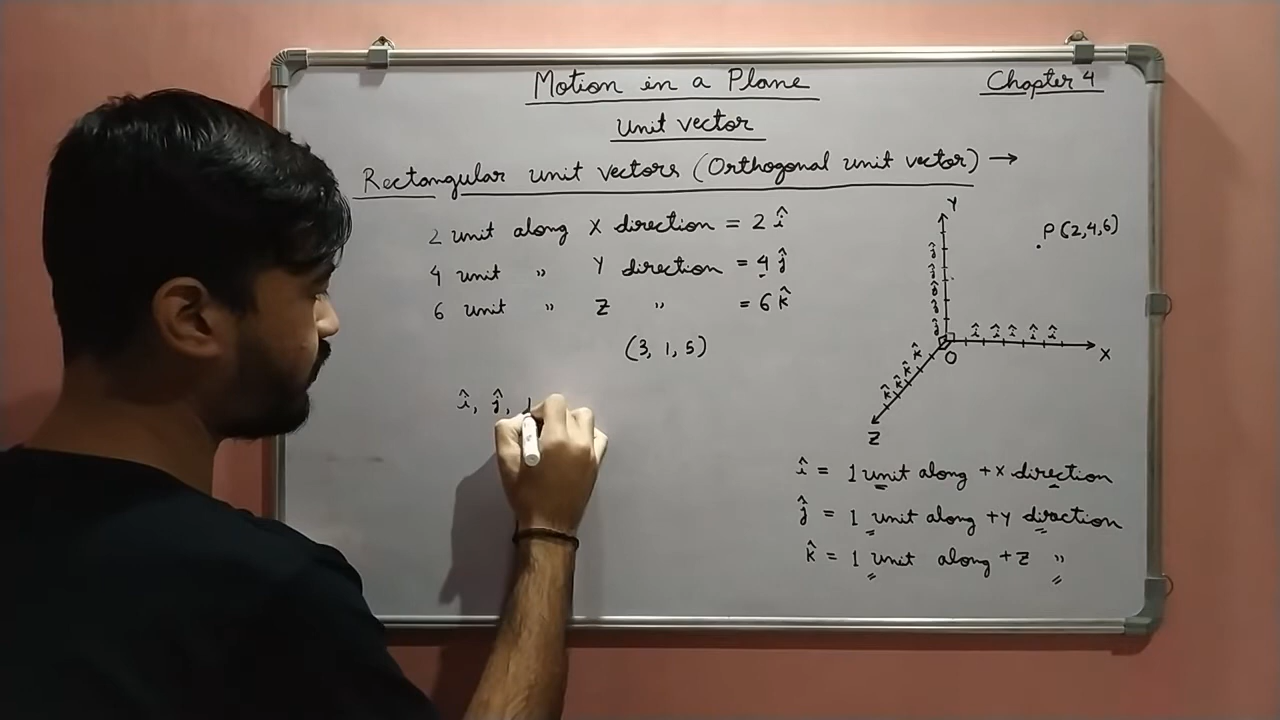 Motion in a Plane
Chapter 4
Unit vector
Rectangular unit vectors (Orthogonal unit vector) →
2 unit along X direction = 2 î
4 unit " Y direction = 4 ĵ
6 unit " Z " = 6 k̂
(3, 1, 5)
î, ĵ,
Y
P (2,4,6)
ĵ
ĵ
ĵ
ĵ
ĵ
î î î î î
X
O
k̂
k̂
k̂
k̂
Z
î = 1 unit along +X direction
ĵ = 1 unit along +Y direction
k̂ = 1 unit along +Z "